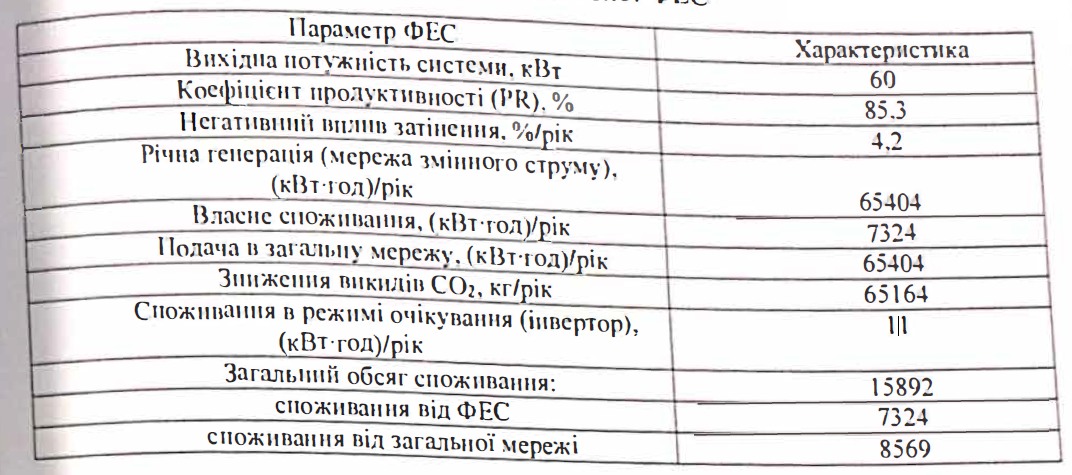 ФЕС
Параметр ФЕС
Характеристика
Вихідна потужність системи, кВт
60
Коефіцієнт продуктивності (PR), %
85.3
Негативний вплив затінення, %/рік
4,2
Річна генерація (мережа змінного струму),
(кВт·год)/рік
65404
Власне споживання, (кВт·год)/рік
7324
Подача в загальну мережу, (кВт·год)/рік
65404
Зниження викидів CO₂, кг/рік
65164
Споживання в режимі очікування (інвертор),
(кВт·год)/рік
Загальний обсяг споживання:
15892
споживання від ФЕС
7324
споживання від загальної мережі
8569